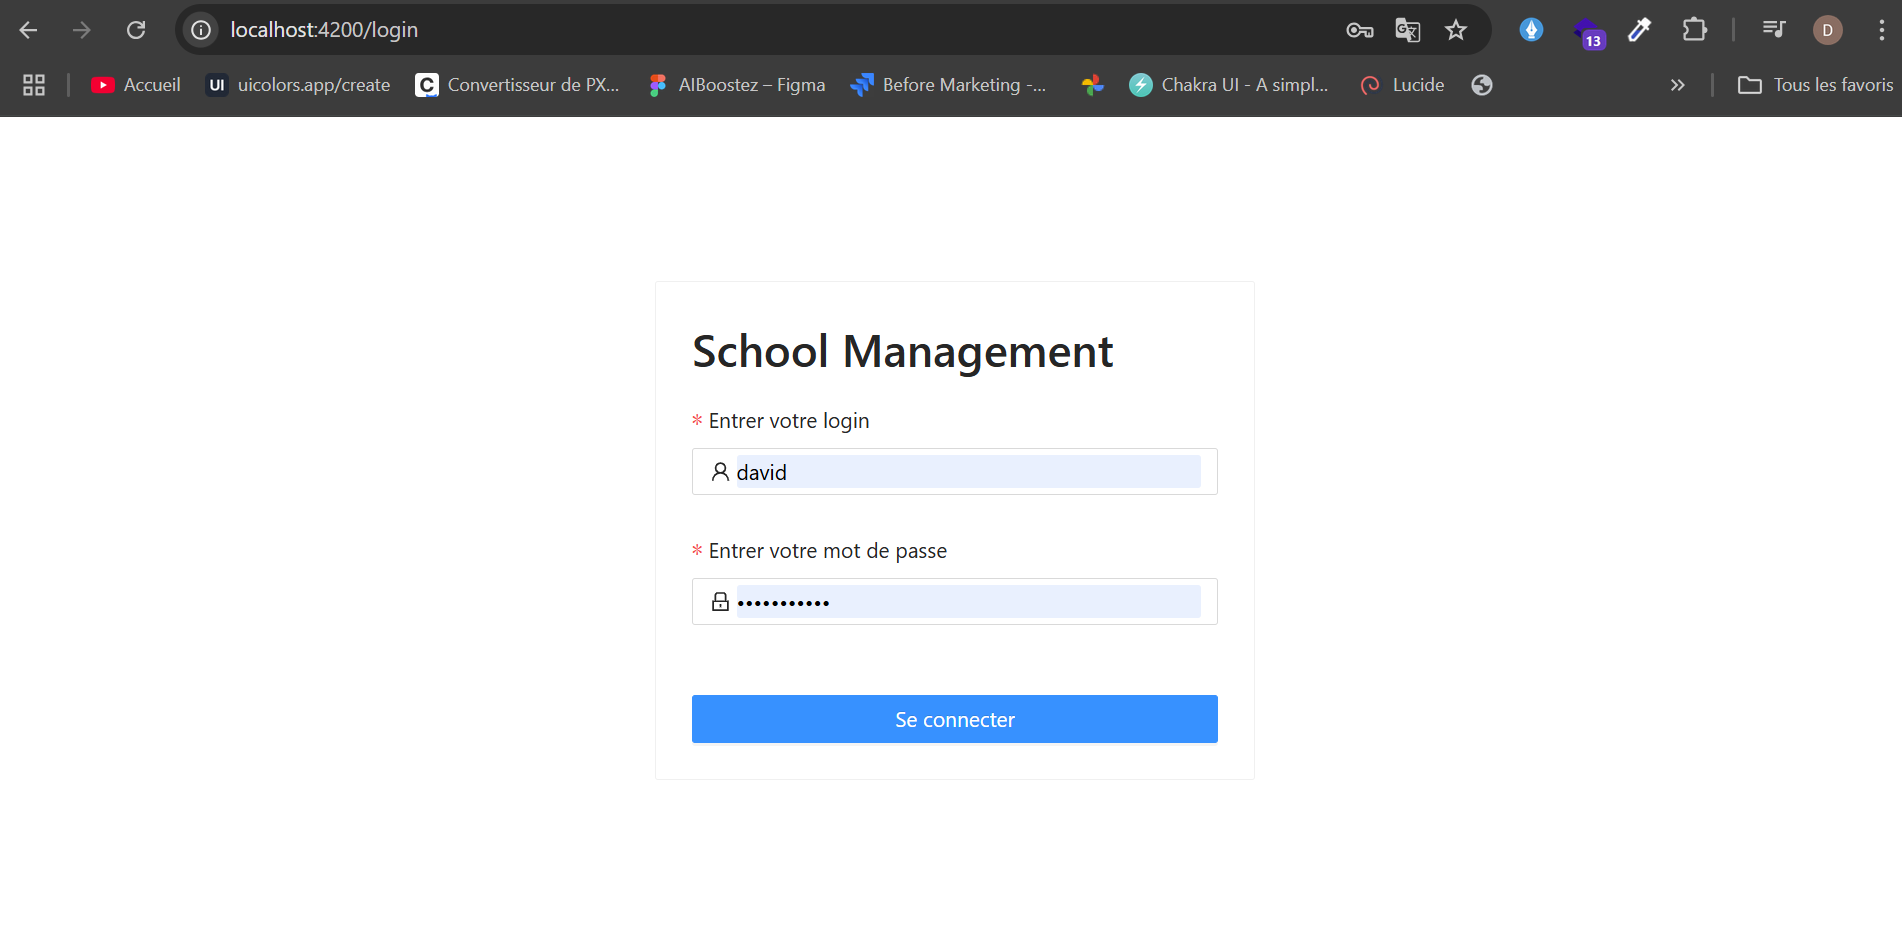 localhost:4200/login
13
D
Accueil
UI
uicolors.app/create
C
Convertisseur de PX...
AIBoostez – Figma
Before Marketing -...
Chakra UI - A simpl...
Lucide
»
Tous les favoris
School Management
* Entrer votre login
david
* Entrer votre mot de passe
•••••••••••
Se connecter